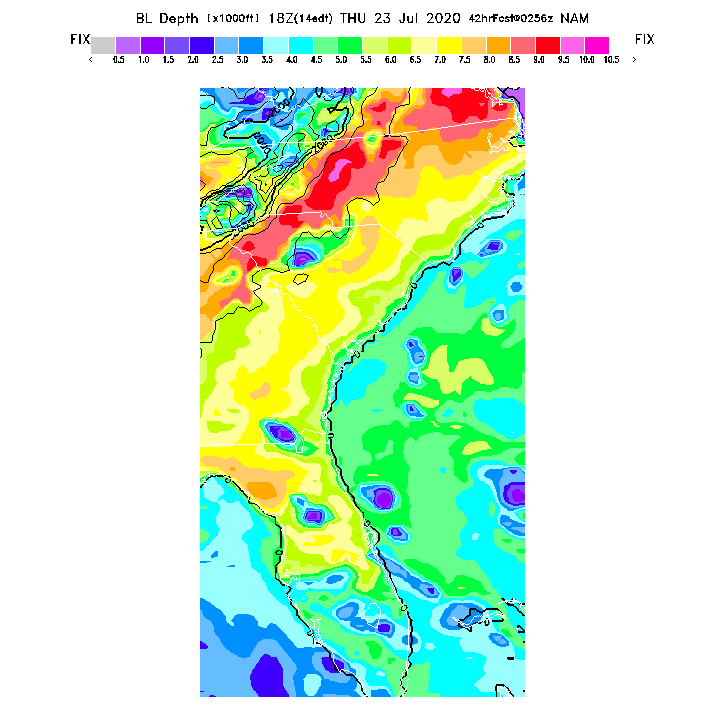 BL Depth [x1000ft] 18Z(14edt) THU 23 Jul 2020 42hrFcst@0256z NAM
FIX FIX
< 0.5 1.0 1.5 2.0 2.5 3.0 3.5 4.0 4.5 5.0 5.5 6.0 6.5 7.0 7.5 8.0 8.5 9.0 9.5 10.0 10.5 >